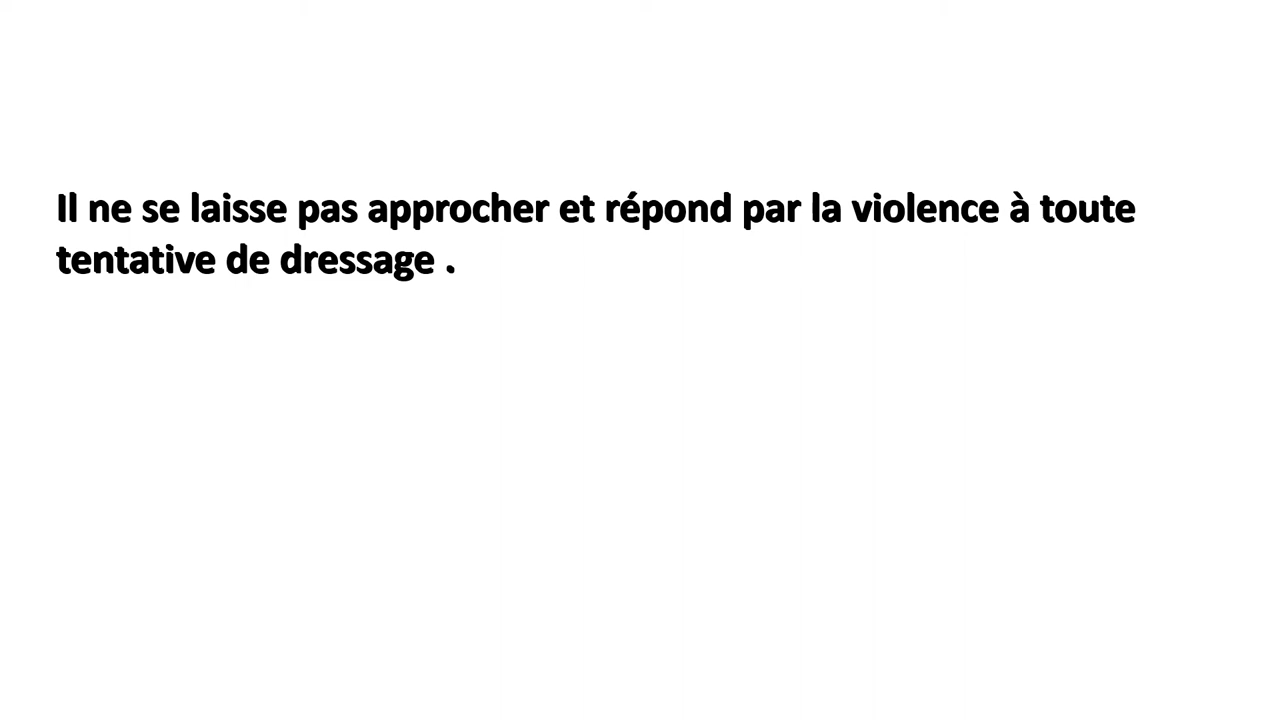 Il ne se laisse pas approcher et répond par la violence à toute
tentative de dressage .